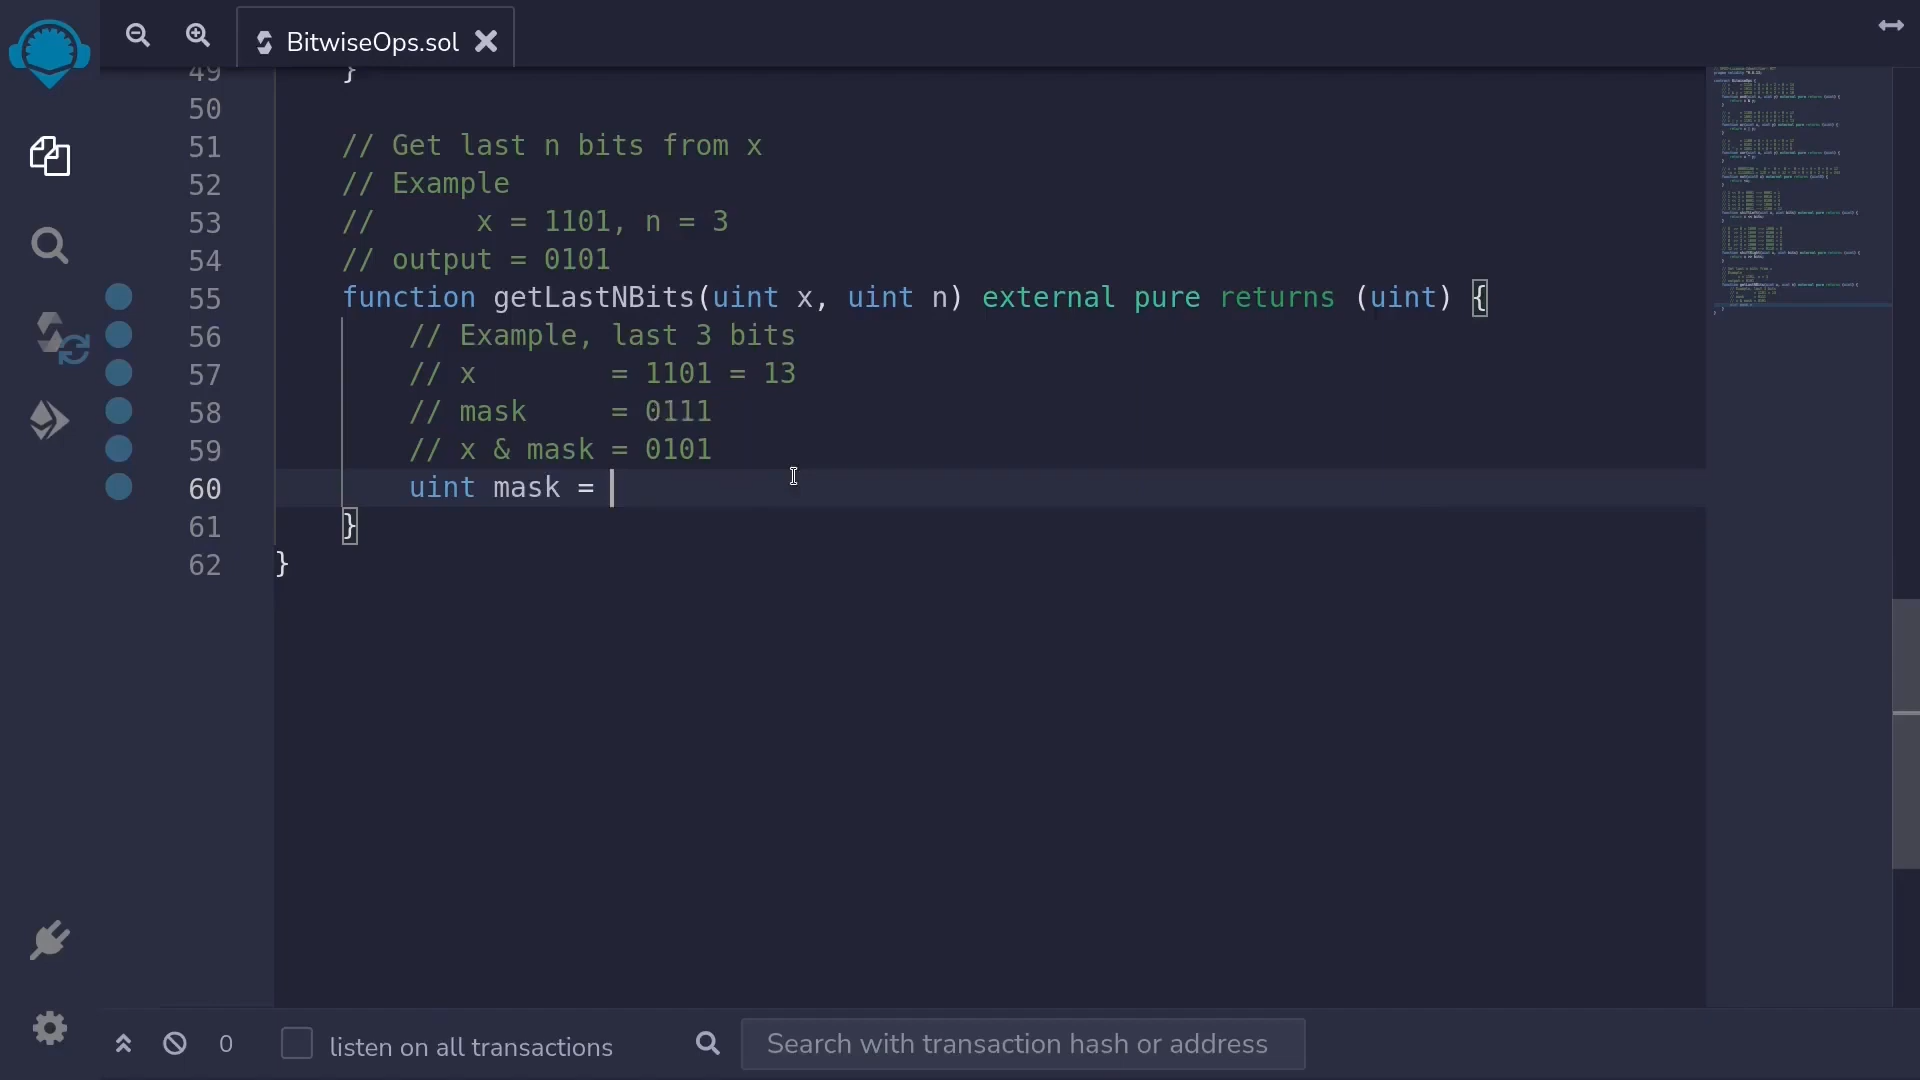 BitwiseOps.sol
49 }
50
51 // Get last n bits from x
52 // Example
53 //      x = 1101, n = 3
54 // output = 0101
55 function getLastNBits(uint x, uint n) external pure returns (uint) {
56 // Example, last 3 bits
57 // x        = 1101 = 13
58 // mask     = 0111
59 // x & mask = 0101
60 uint mask =
61 }
62 }
0 listen on all transactions Search with transaction hash or address